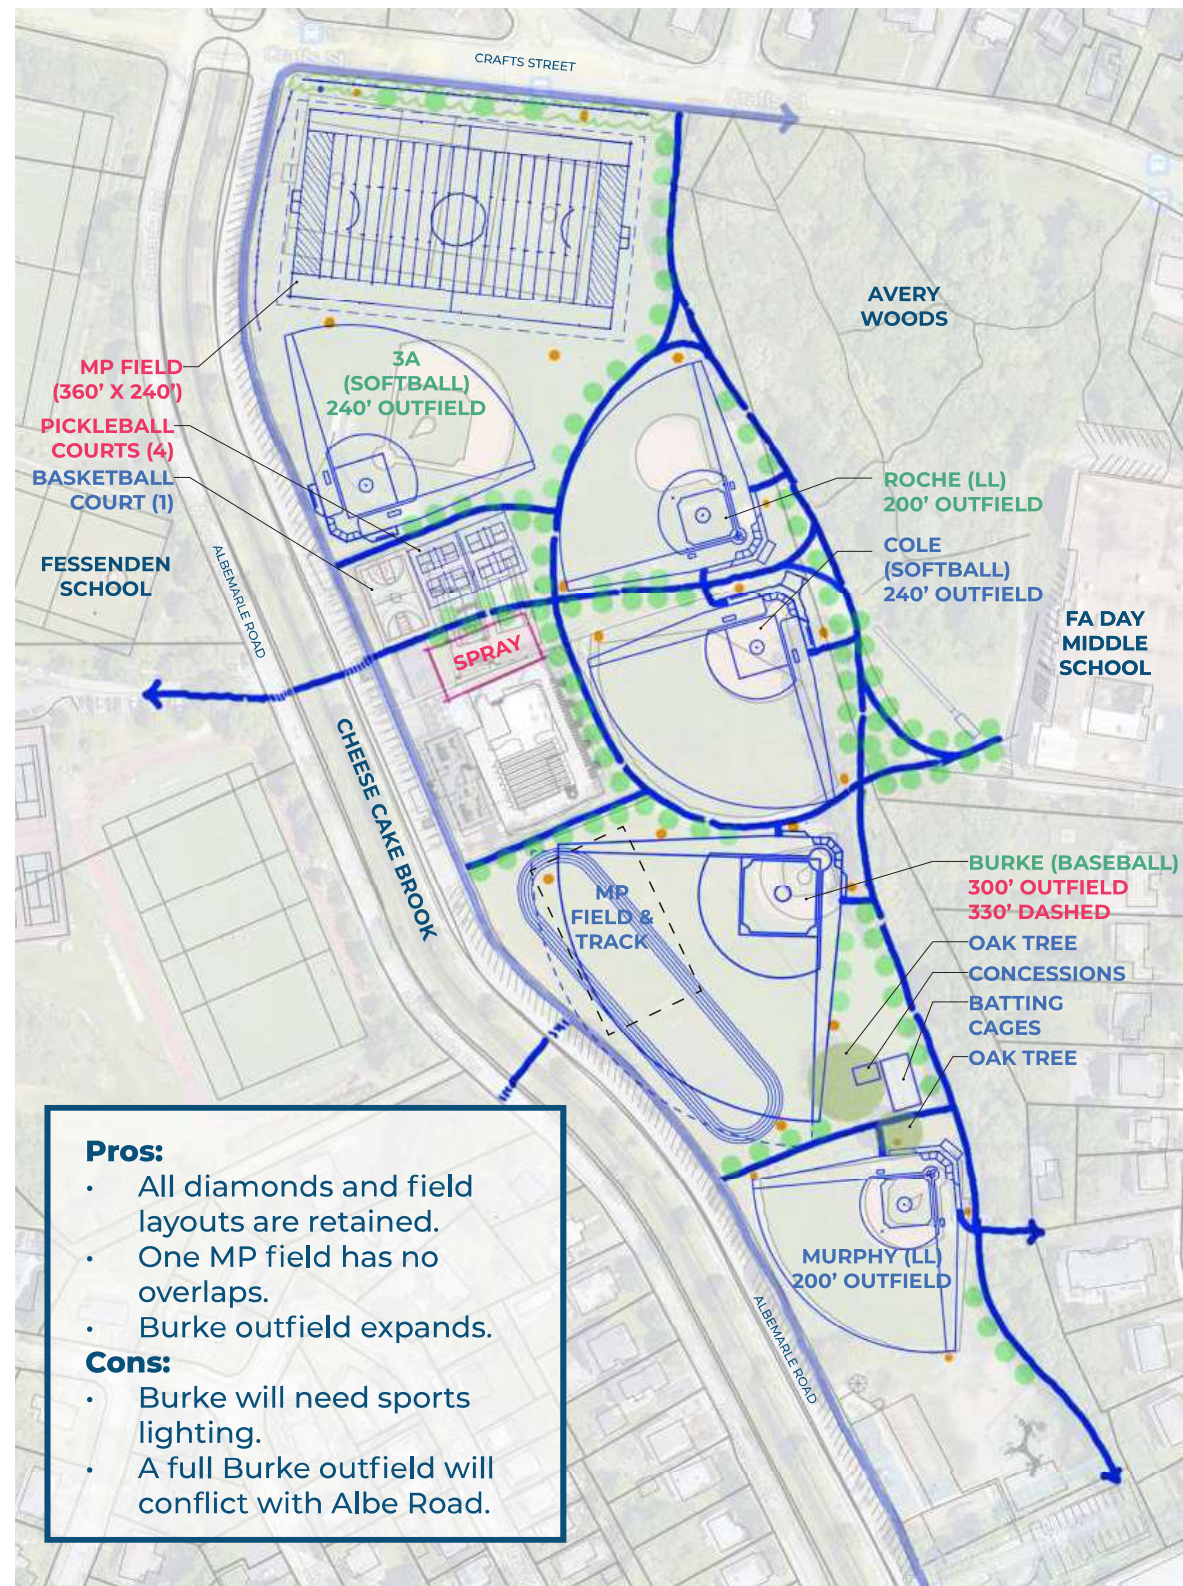 CRAFTS STREET
Crafts St
AVERY
WOODS
MP FIELD
(360' X 240')
3A
(SOFTBALL)
240' OUTFIELD
PICKLEBALL
COURTS (4)
BASKETBALL
COURT (1)
ROCHE (LL)
200' OUTFIELD
FESSENDEN
SCHOOL
ALBEMARLE ROAD
COLE
(SOFTBALL)
240' OUTFIELD
FA DAY
MIDDLE
SCHOOL
SPRAY
CHEESE CAKE BROOK
BURKE (BASEBALL)
300' OUTFIELD
330' DASHED
MP
FIELD &
TRACK
OAK TREE
CONCESSIONS
BATTING
CAGES
OAK TREE
MURPHY (LL)
200' OUTFIELD
ALBEMARLE ROAD
Pros:
• All diamonds and field
layouts are retained.
• One MP field has no
overlaps.
• Burke outfield expands.
Cons:
• Burke will need sports
lighting.
• A full Burke outfield will
conflict with Albe Road.